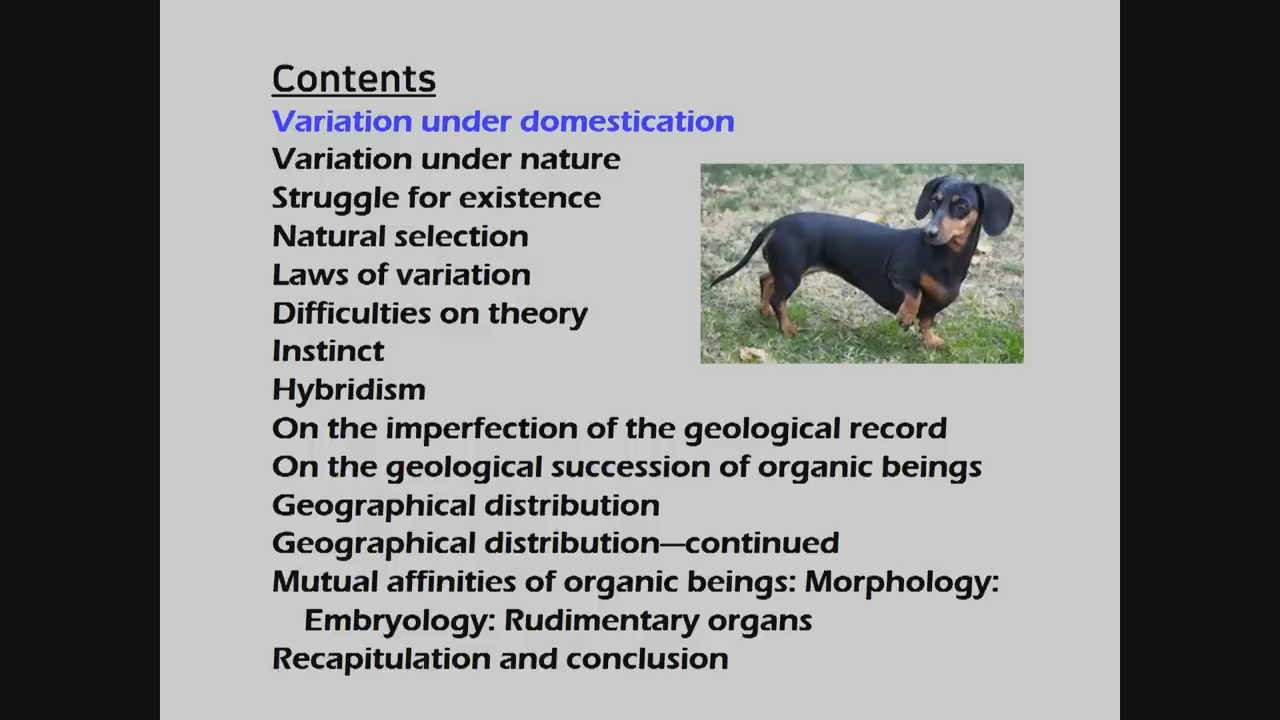 Contents
Variation under domestication
Variation under nature
Struggle for existence
Natural selection
Laws of variation
Difficulties on theory
Instinct
Hybridism
On the imperfection of the geological record
On the geological succession of organic beings
Geographical distribution
Geographical distribution—continued
Mutual affinities of organic beings: Morphology:
Embryology: Rudimentary organs
Recapitulation and conclusion